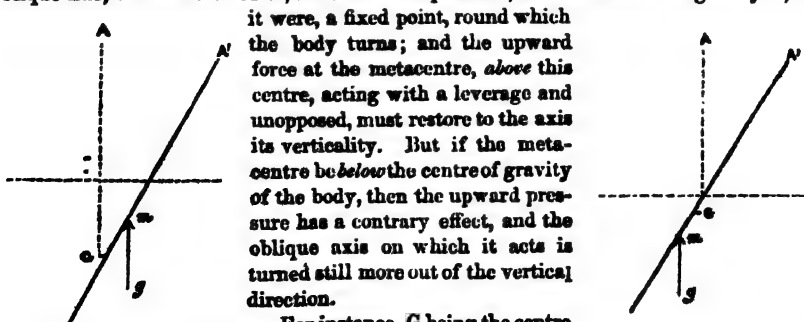 it were, a fixed point, round which
the body turns; and the upward
force at the metacentre, above this
centre, acting with a leverage and
unopposed, must restore to the axis
its verticality. But if the meta-
centre be below the centre of gravity
of the body, then the upward pres-
sure has a contrary effect, and the
oblique axis on which it acts is
turned still more out of the vertical
direction.
For instance, G being the centre
A
A'
m
G
g
A
A'
G
m
g